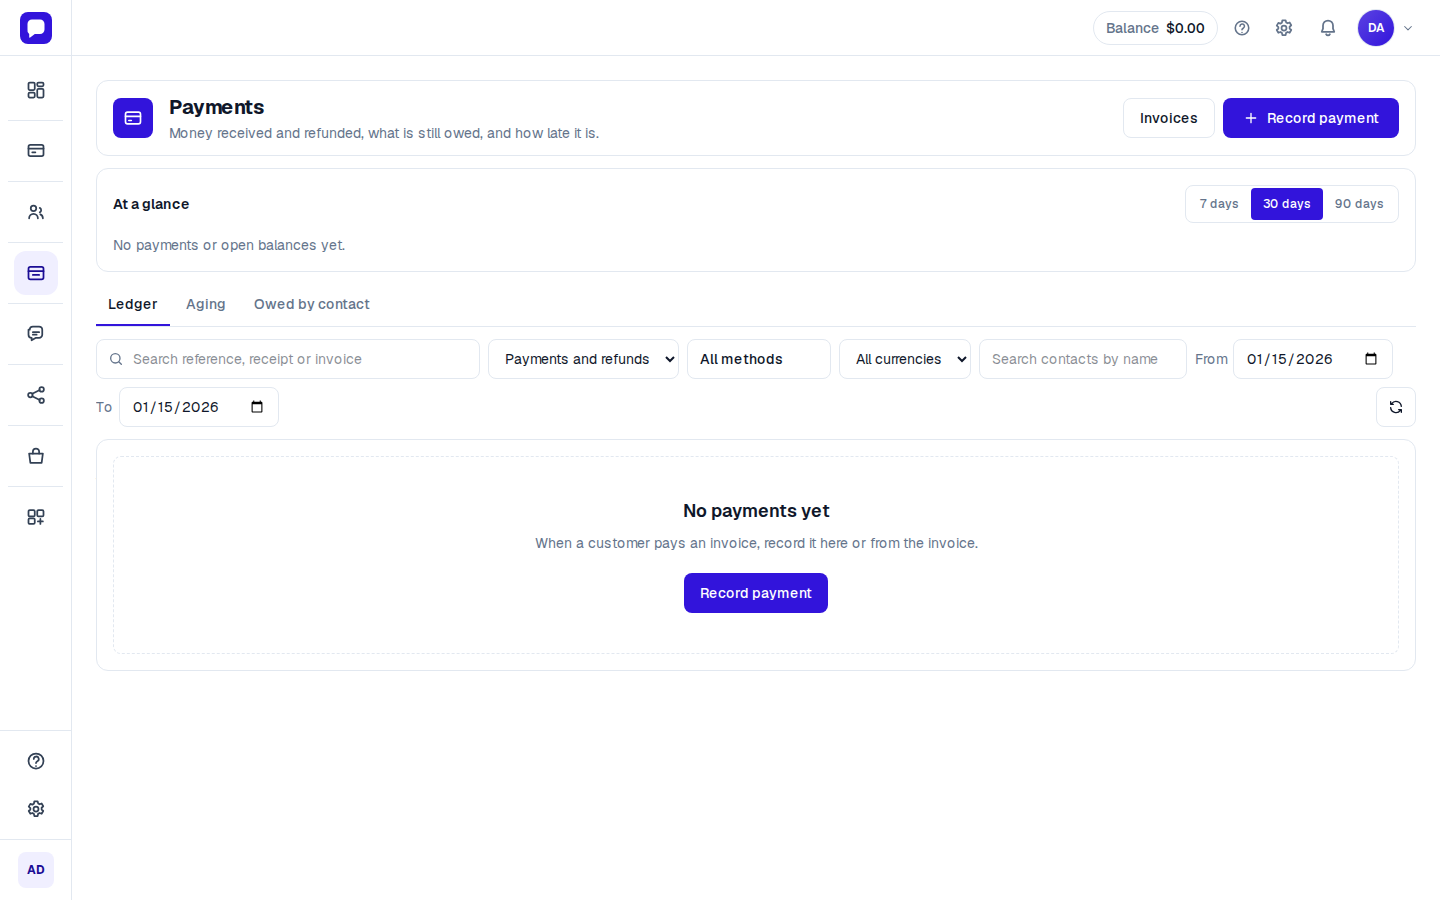 Balance $0.00
DA
Payments
Money received and refunded, what is still owed, and how late it is.
Invoices
Record payment
At a glance
7 days
30 days
90 days
No payments or open balances yet.
Ledger
Aging
Owed by contact
Search reference, receipt or invoice
Payments and refunds
All methods
All currencies
Search contacts by name
From
01/15/2026
To
01/15/2026
No payments yet
When a customer pays an invoice, record it here or from the invoice.
Record payment
AD